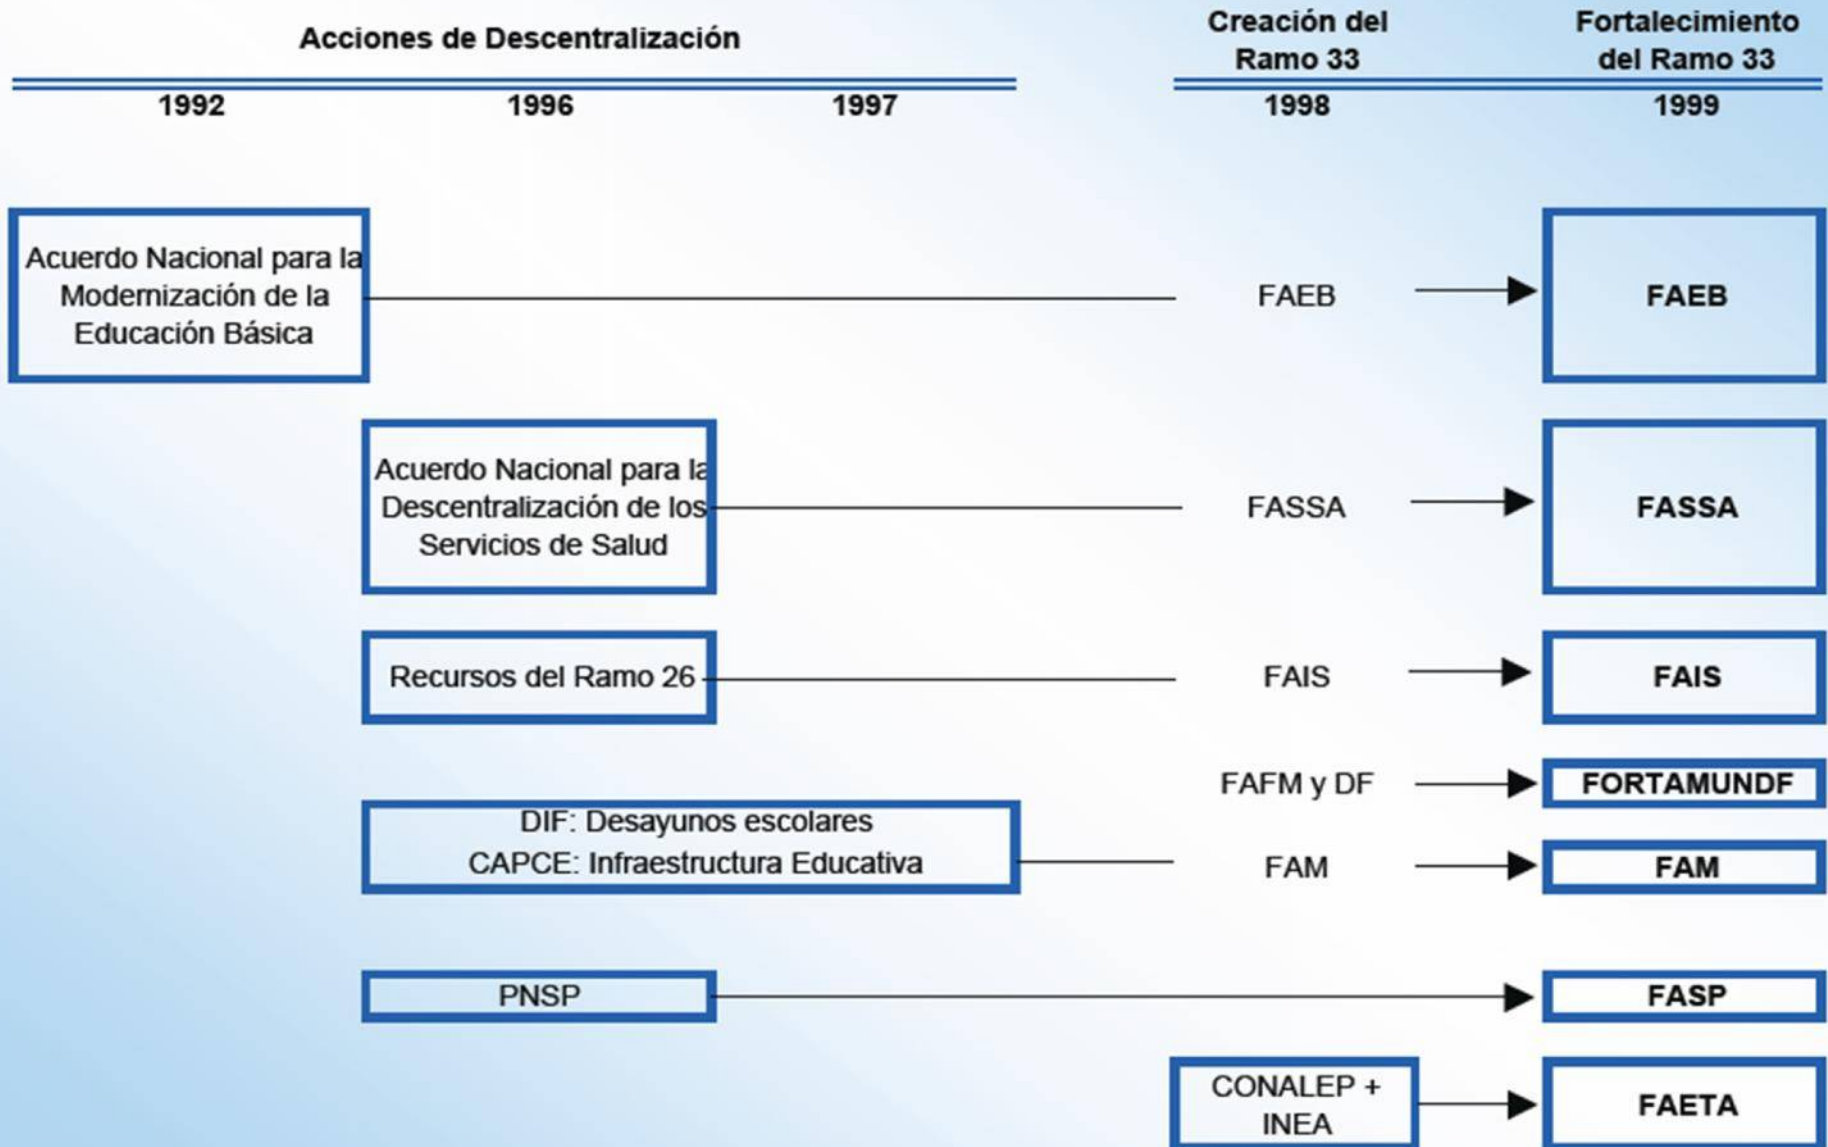 Acciones de Descentralización
Creación del
Ramo 33
Fortalecimiento
del Ramo 33
1992
1996
1997
1998
1999
Acuerdo Nacional para la
Modernización de la
Educación Básica
FAEB
FAEB
Acuerdo Nacional para la
Descentralización de los
Servicios de Salud
FASSA
FASSA
Recursos del Ramo 26
FAIS
FAIS
FAFM y DF
FORTAMUNDF
DIF: Desayunos escolares
CAPCE: Infraestructura Educativa
FAM
FAM
PNSP
FASP
CONALEP +
INEA
FAETA